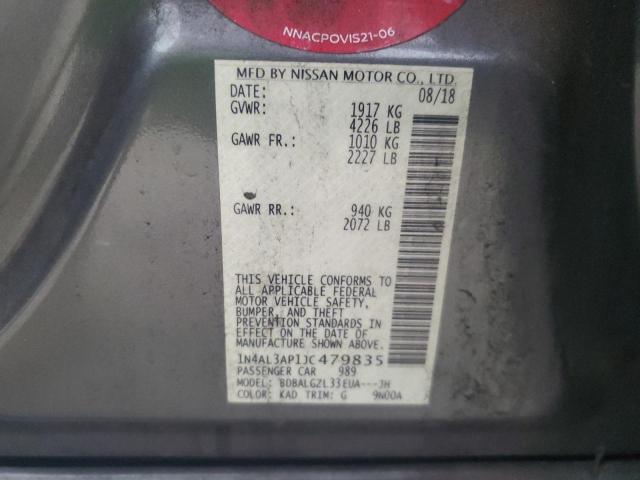 NNACPOVIS21-06
MFD BY NISSAN MOTOR CO., LTD.
DATE: 08/18
GVWR: 1917 KG
4226 LB
GAWR FR.: 1010 KG
2227 LB
GAWR RR.: 940 KG
2072 LB
THIS VEHICLE CONFORMS TO
ALL APPLICABLE FEDERAL
MOTOR VEHICLE SAFETY,
BUMPER, AND THEFT
PREVENTION STANDARDS IN
EFFECT ON THE DATE OF
MANUFACTURE SHOWN ABOVE.
1N4AL3AP1JC479835
PASSENGER CAR 989
MODEL: BDBALGZL33EUA---JH
COLOR: KAD TRIM: G 9N00A